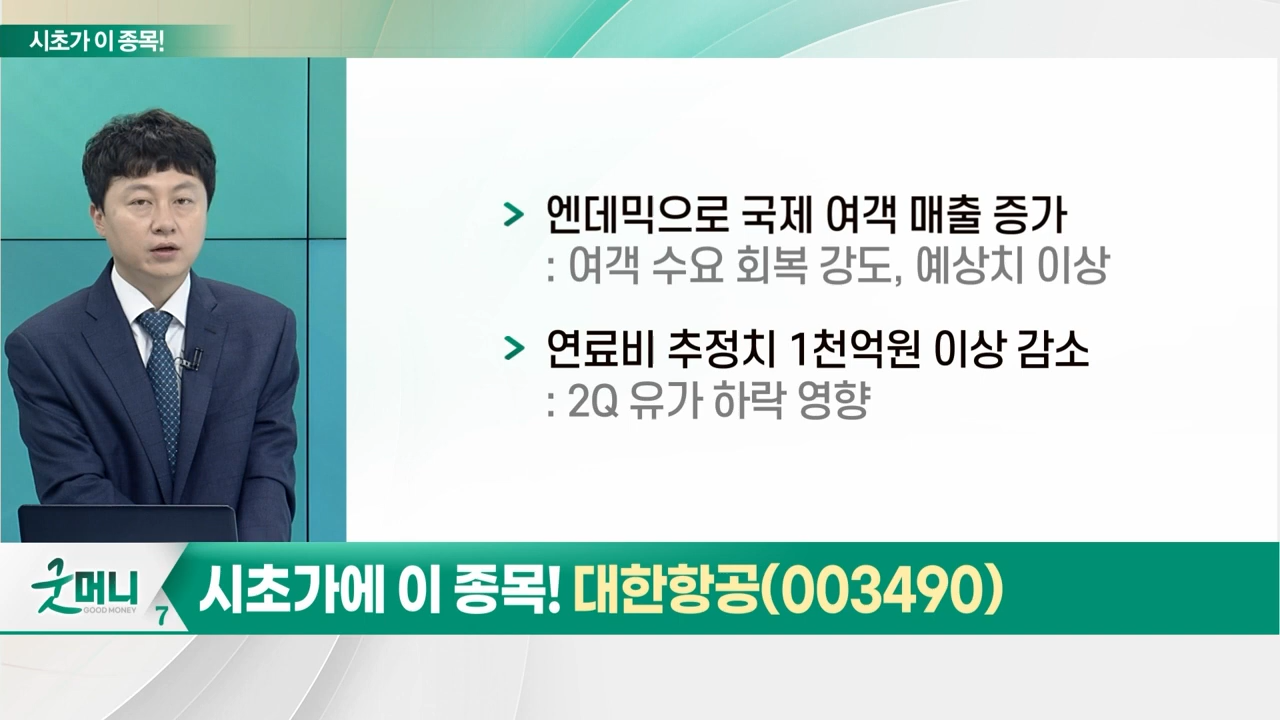 시초가 이 종목!
> 엔데믹으로 국제 여객 매출 증가
: 여객 수요 회복 강도, 예상치 이상
> 연료비 추정치 1천억원 이상 감소
: 2Q 유가 하락 영향
굿머니
GOOD MONEY
7
시초가에 이 종목! 대한항공(003490)